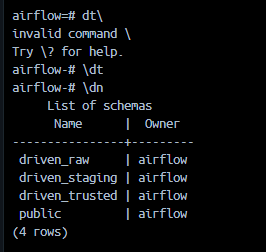 airflow=# dt\
invalid command \
Try \? for help.
airflow-# \dt
airflow-# \dn
      List of schemas
      Name      |  Owner
----------------+---------
 driven_raw     | airflow
 driven_staging | airflow
 driven_trusted | airflow
 public         | airflow
(4 rows)